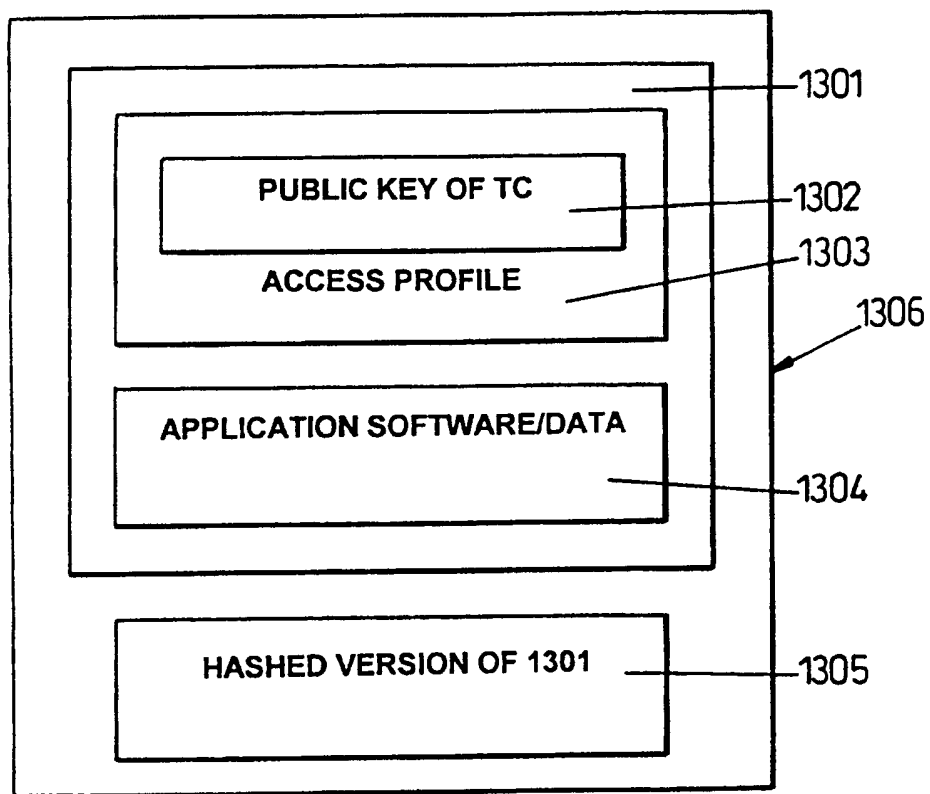 1301
PUBLIC KEY OF TC
1302
1303
ACCESS PROFILE
1306
APPLICATION SOFTWARE/DATA
1304
HASHED VERSION OF 1301
1305